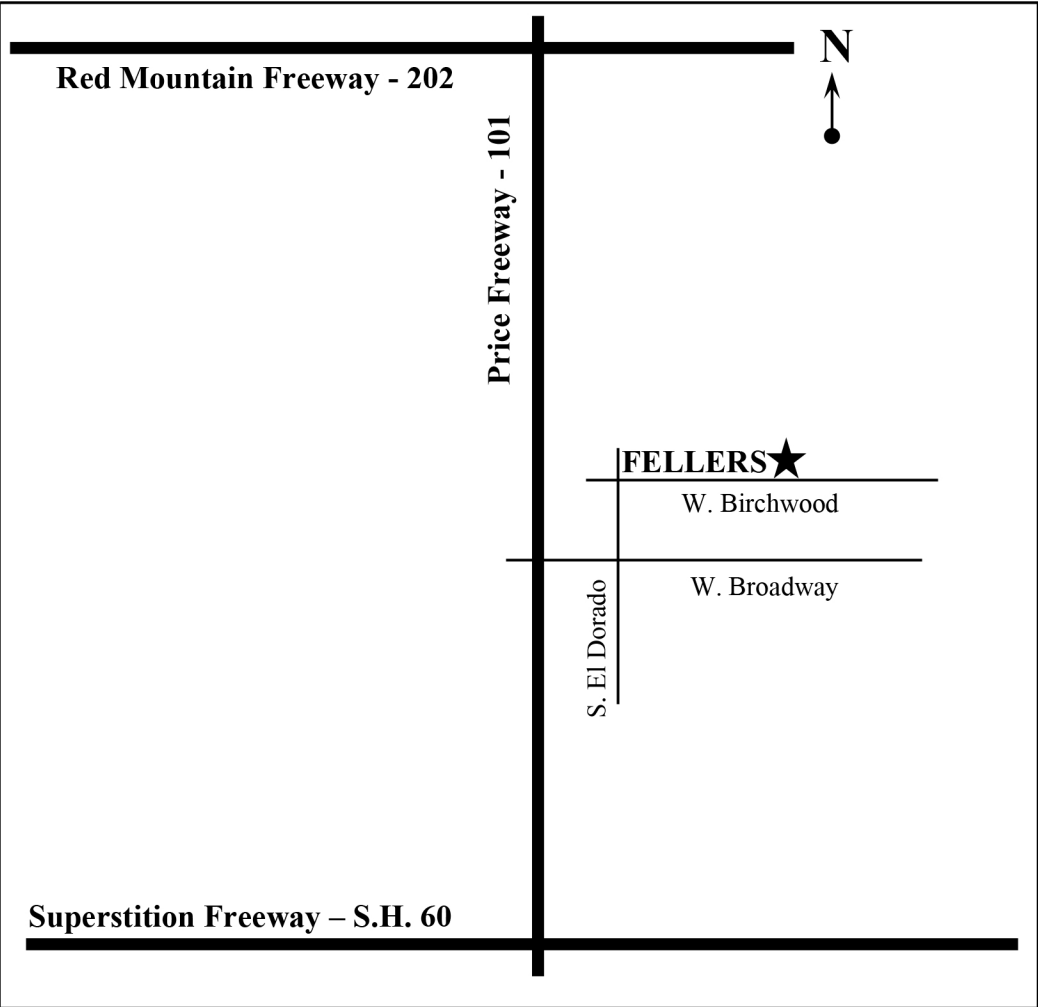 N
Red Mountain Freeway - 202
Price Freeway - 101
FELLERS
W. Birchwood
W. Broadway
S. El Dorado
Superstition Freeway – S.H. 60